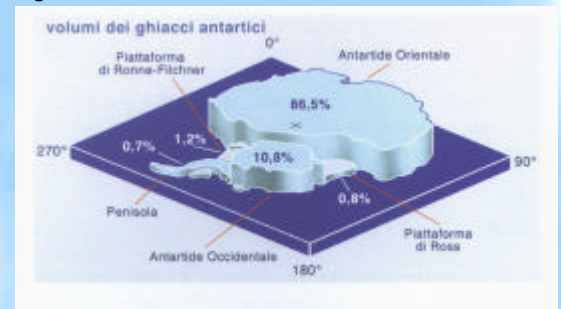 volumi dei ghiacci antartici
0°
Piattaforma
di Ronne-Filchner
Antartide Orientale
86,5%
0,7%
1,2%
10,8%
270°
90°
0,8%
Penisola
Piattaforma
di Ross
Antartide Occidentale
180°